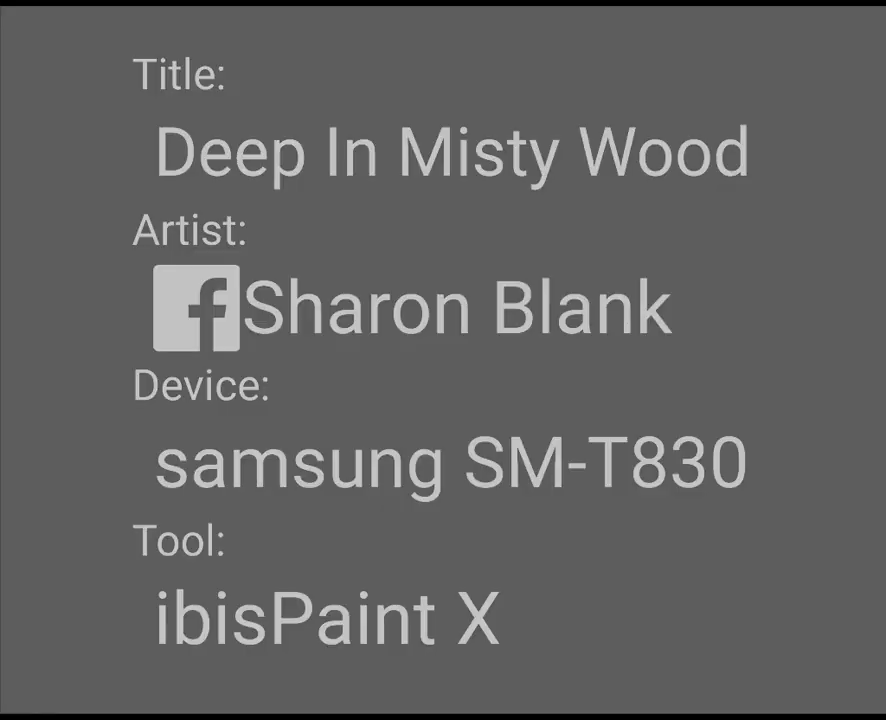 Title:
Deep In Misty Wood
Artist:
Sharon Blank
Device:
samsung SM-T830
Tool:
ibisPaint X